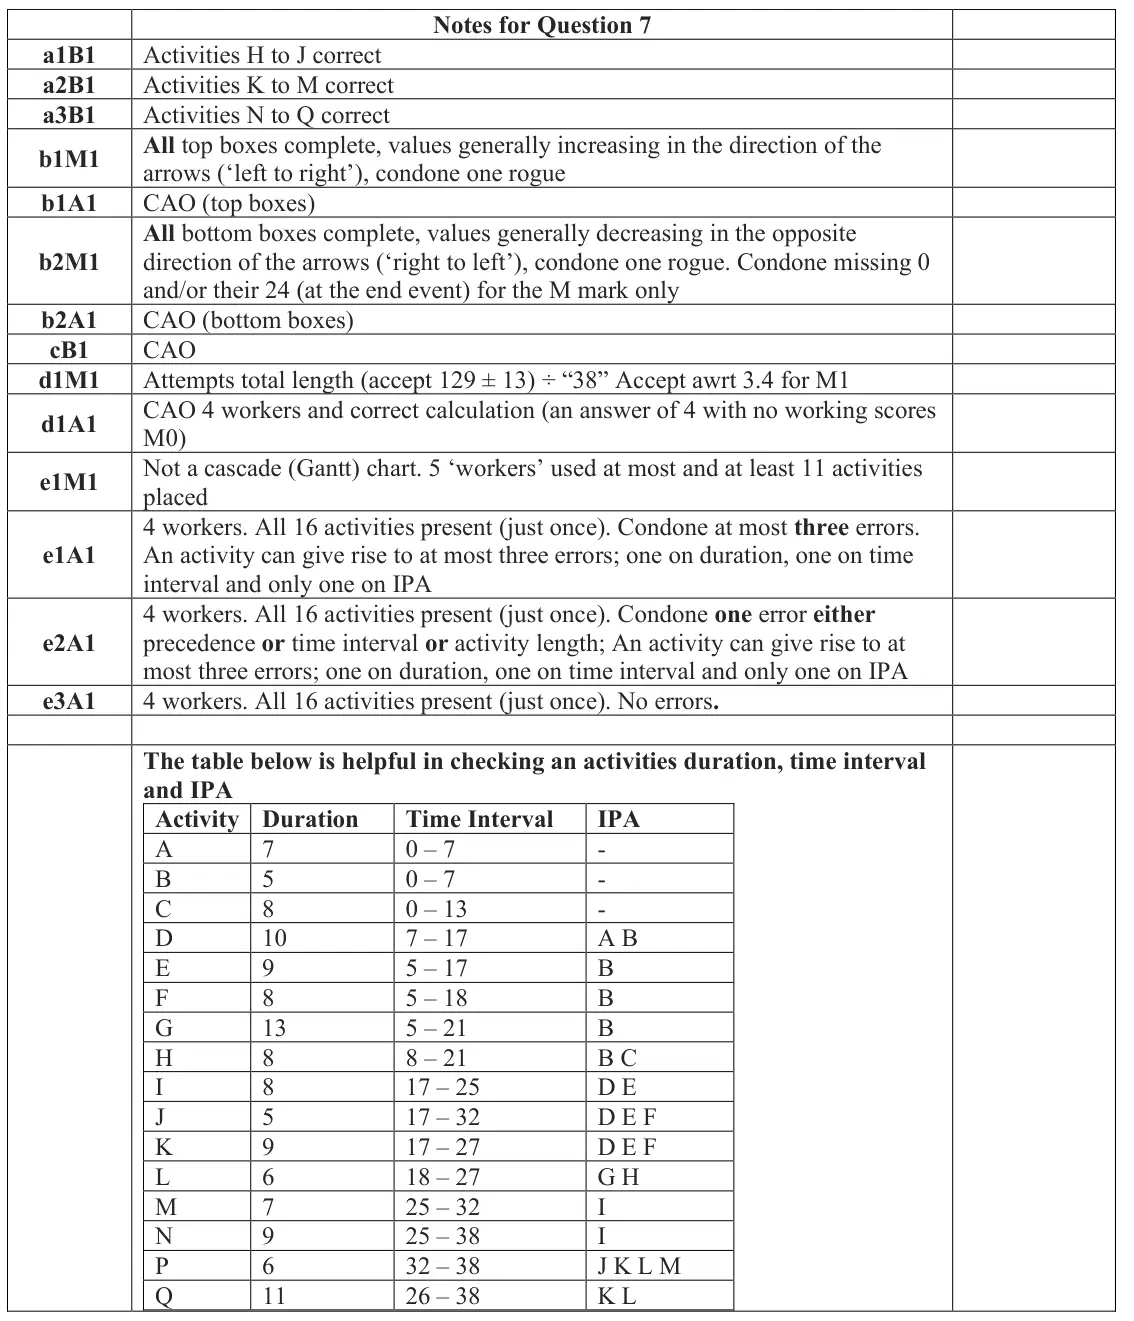 Notes for Question 7
a1B1 Activities H to J correct
a2B1 Activities K to M correct
a3B1 Activities N to Q correct
b1M1 All top boxes complete, values generally increasing in the direction of the
arrows (‘left to right’), condone one rogue
b1A1 CAO (top boxes)
b2M1 All bottom boxes complete, values generally decreasing in the opposite
direction of the arrows (‘right to left’), condone one rogue. Condone missing 0
and/or their 24 (at the end event) for the M mark only
b2A1 CAO (bottom boxes)
cB1 CAO
d1M1 Attempts total length (accept 129 ± 13) ÷ “38” Accept awrt 3.4 for M1
d1A1 CAO 4 workers and correct calculation (an answer of 4 with no working scores
M0)
e1M1 Not a cascade (Gantt) chart. 5 ‘workers’ used at most and at least 11 activities
placed
e1A1 4 workers. All 16 activities present (just once). Condone at most three errors.
An activity can give rise to at most three errors; one on duration, one on time
interval and only one on IPA
e2A1 4 workers. All 16 activities present (just once). Condone one error either
precedence or time interval or activity length; An activity can give rise to at
most three errors; one on duration, one on time interval and only one on IPA
e3A1 4 workers. All 16 activities present (just once). No errors.
The table below is helpful in checking an activities duration, time interval
and IPA
Activity Duration Time Interval IPA
A 7 0 – 7 -
B 5 0 – 7 -
C 8 0 – 13 -
D 10 7 – 17 A B
E 9 5 – 17 B
F 8 5 – 18 B
G 13 5 – 21 B
H 8 8 – 21 B C
I 8 17 – 25 D E
J 5 17 – 32 D E F
K 9 17 – 27 D E F
L 6 18 – 27 G H
M 7 25 – 32 I
N 9 25 – 38 I
P 6 32 – 38 J K L M
Q 11 26 – 38 K L